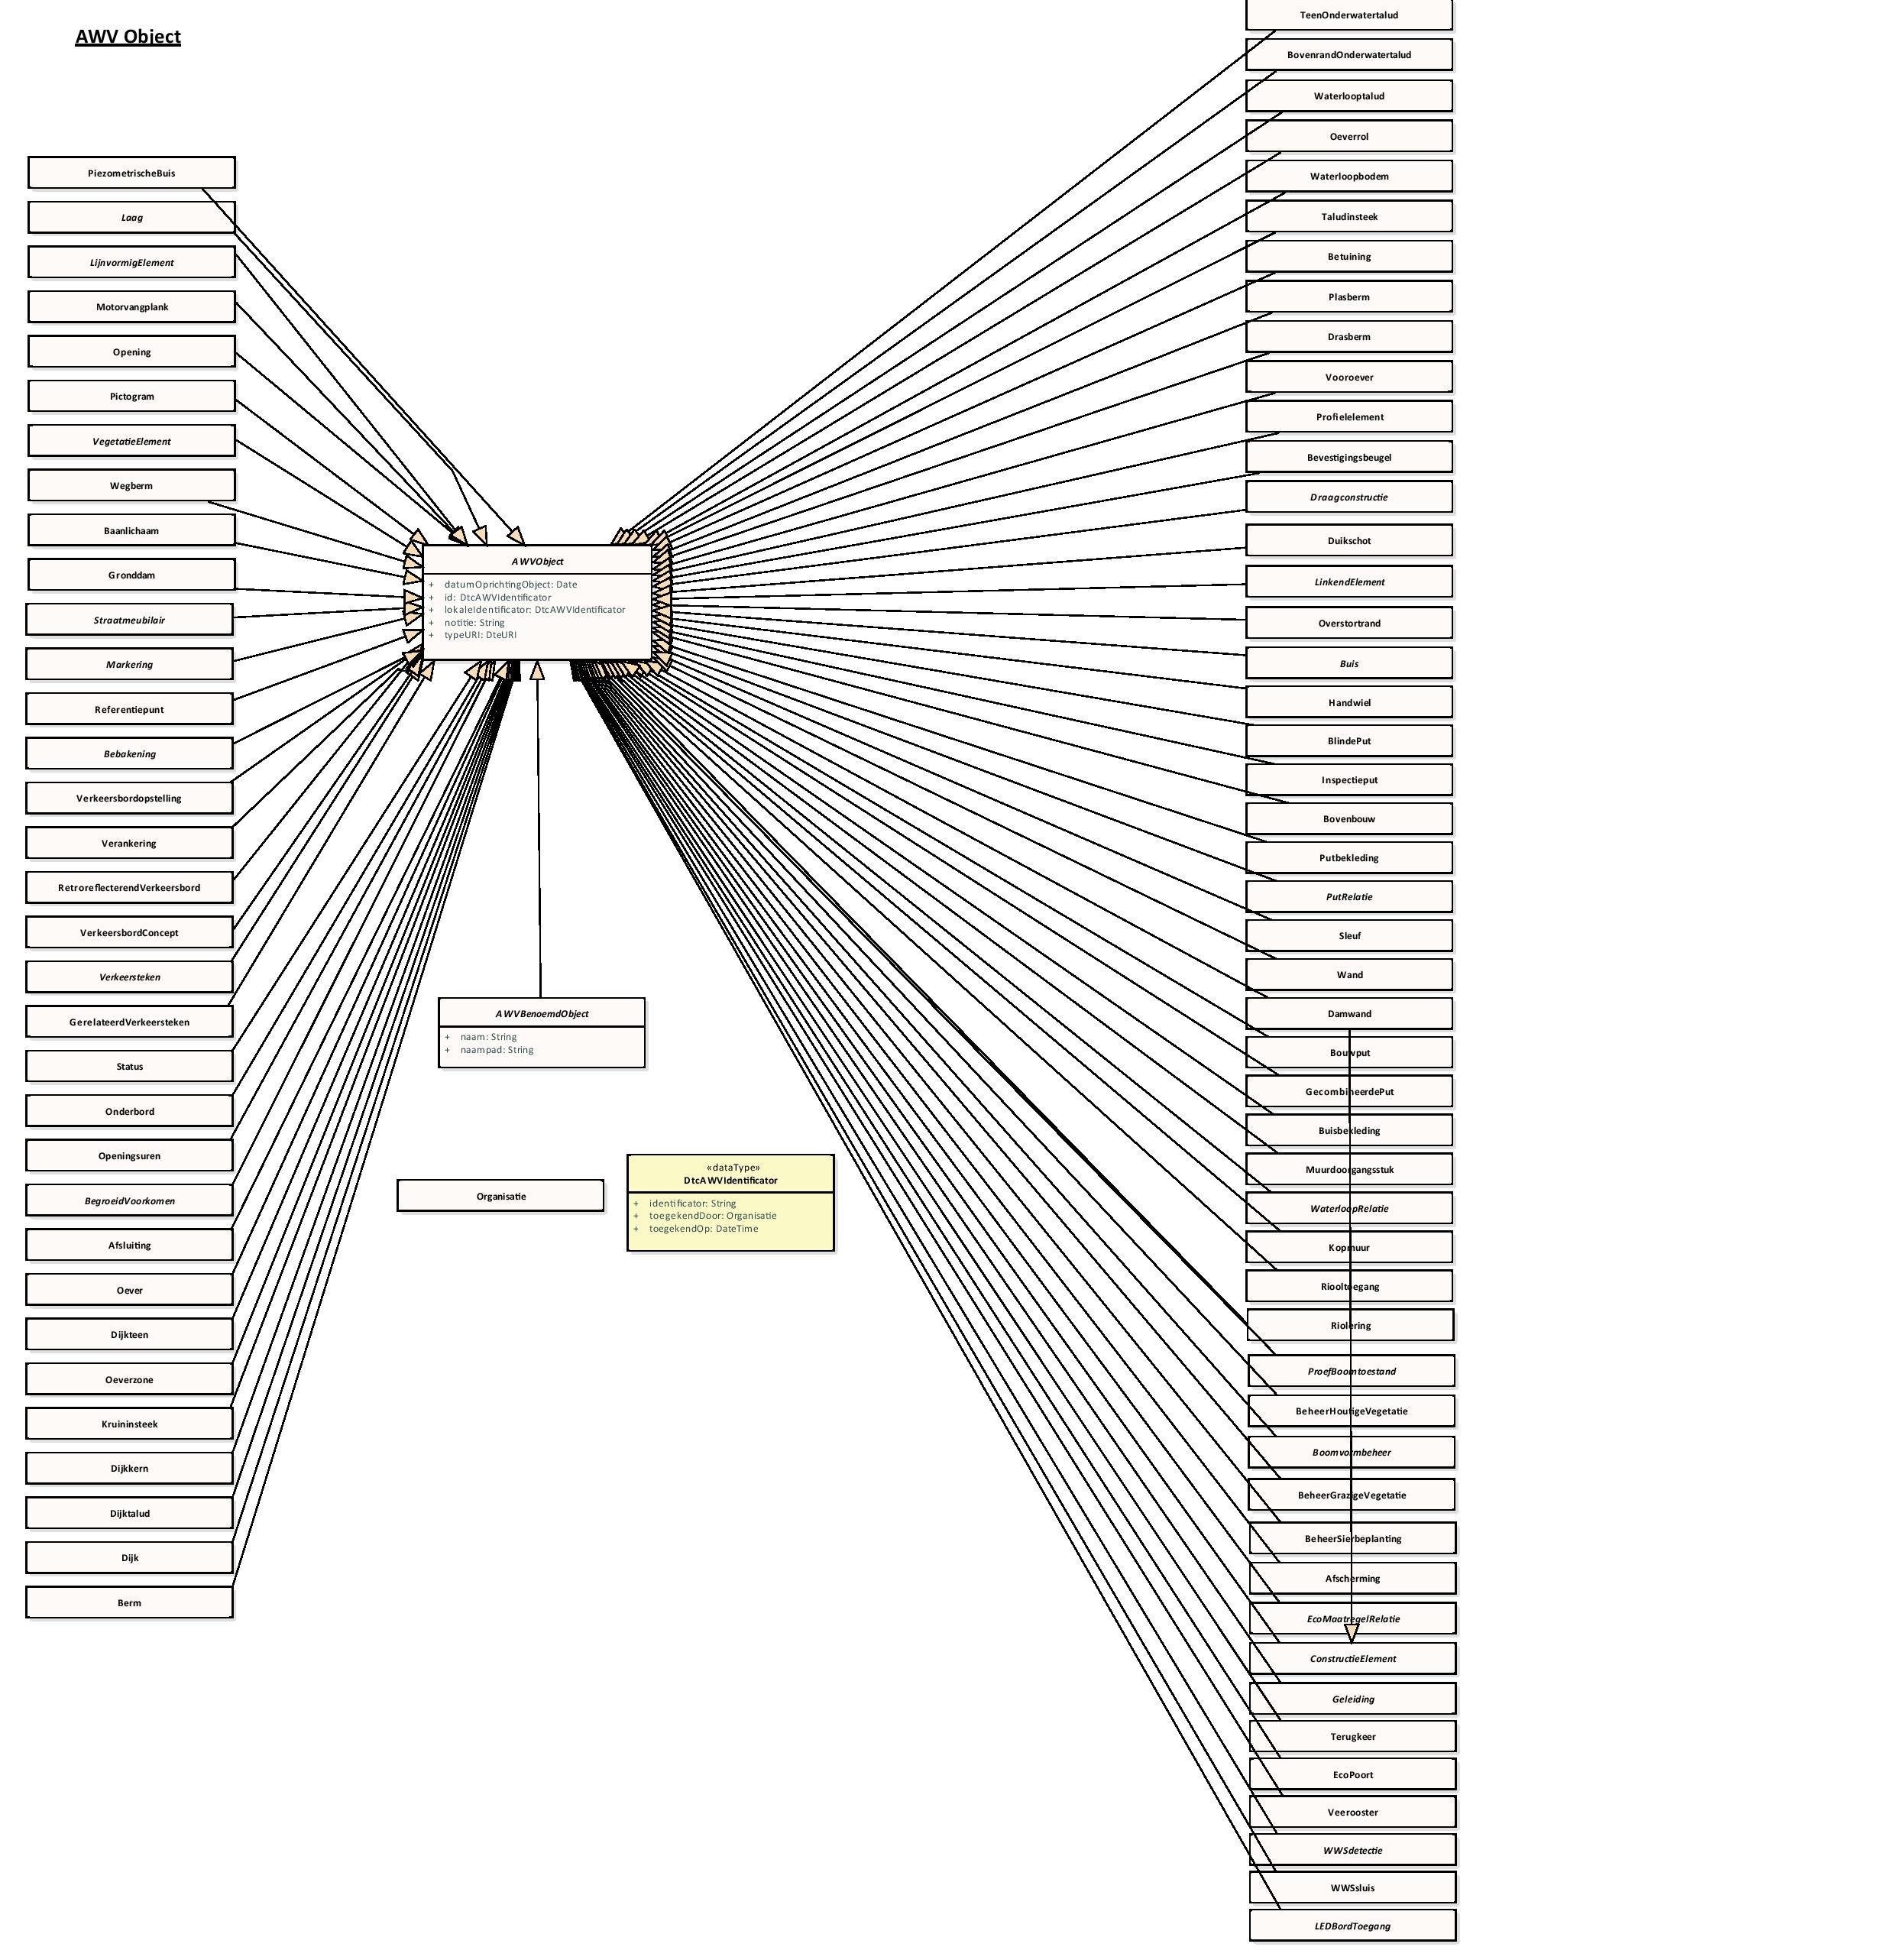 AWV Object
PiezometrischeBuis
Laag
LijnvormigElement
Motorvangplank
Opening
Pictogram
VegetatieElement
Wegberm
Baanlichaam
Gronddam
Straatmeubilair
Markering
Referentiepunt
Bebakening
Verkeersbordopstelling
Verankering
RetroreflecterendVerkeersbord
VerkeersbordConcept
Verkeersteken
GerelateerdVerkeersteken
Status
Onderbord
Openingsuren
BegroeidVoorkomen
Afsluiting
Oever
Dijkteen
Oeverzone
Kruininsteek
Dijkkern
Dijktalud
Dijk
Berm
AWVObject
+ datumOprichtingObject: Date
+ id: DtcAWVIdentificator
+ lokaleIdentificator: DtcAWVIdentificator
+ notitie: String
+ typeURI: DteURI
AWVBenoemdObject
+ naam: String
+ naampad: String
Organisatie
«dataType»
DtcAWVIdentificator
+ identificator: String
+ toegekendDoor: Organisatie
+ toegekendOp: DateTime
TeenOnderwatertalud
BovenrandOnderwatertalud
Waterlooptalud
Oeverrol
Waterloopbodem
Taludinsteek
Betuining
Plasberm
Drasberm
Vooroever
Profielelement
Bevestigingsbeugel
Draagconstructie
Duikschot
LinkendElement
Overstortrand
Buis
Handwiel
BlindePut
Inspectieput
Bovenbouw
Putbekleding
PutRelatie
Sleuf
Wand
Damwand
Bouwput
GecombineerdePut
Buisbekleding
Muurdoorgangsstuk
WaterloopRelatie
Kopmuur
Riooltoegang
Riolering
ProefBoomtoestand
BeheerHoutigeVegetatie
Boomvormbeheer
BeheerGrazigeVegetatie
BeheerSierbeplanting
Afscherming
EcoMaatregelRelatie
ConstructieElement
Geleiding
Terugkeer
EcoPoort
Veerooster
WWSdetectie
WWSsluis
LEDBordToegang